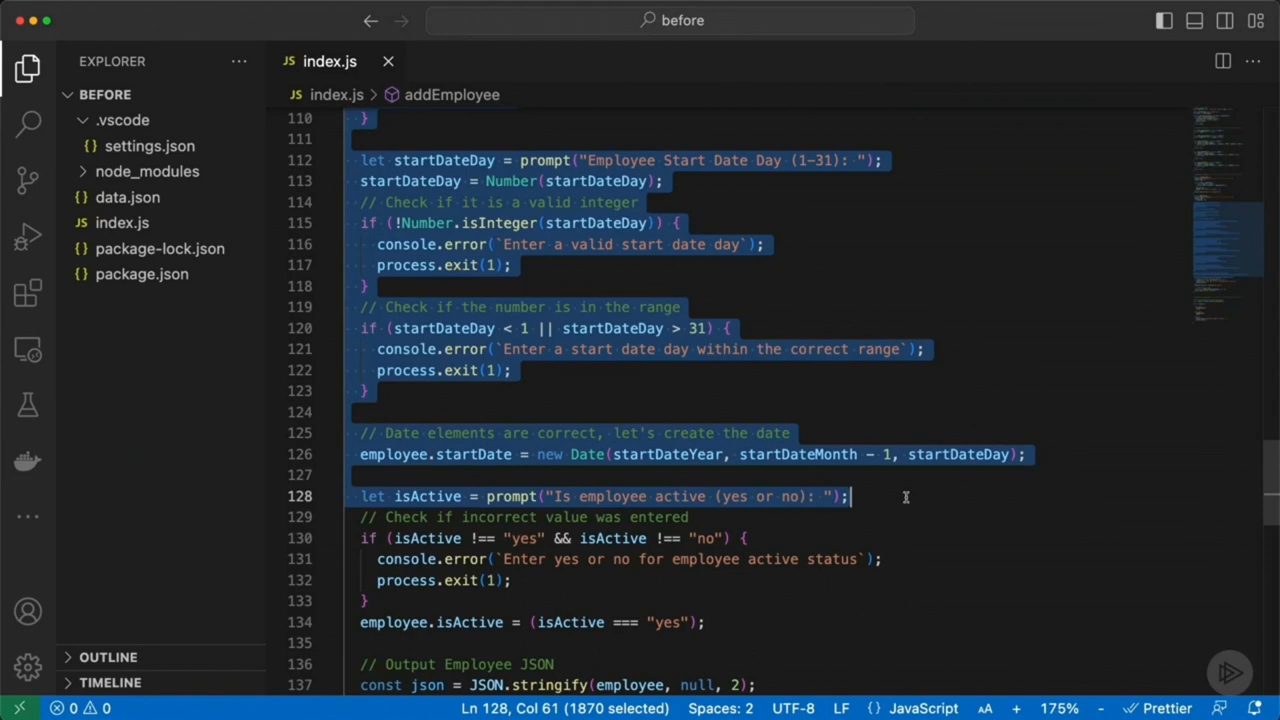 before
EXPLORER
JS index.js
BEFORE
JS index.js > addEmployee
.vscode
{} settings.json
node_modules
{} data.json
JS index.js
{} package-lock.json
{} package.json
110 }
111
112 let startDateDay = prompt("Employee Start Date Day (1-31): ");
113 startDateDay = Number(startDateDay);
114 // Check if it is a valid integer
115 if (!Number.isInteger(startDateDay)) {
116 console.error(`Enter a valid start date day`);
117 process.exit(1);
118 }
119 // Check if the number is in the range
120 if (startDateDay < 1 || startDateDay > 31) {
121 console.error(`Enter a start date day within the correct range`);
122 process.exit(1);
123 }
124
125 // Date elements are correct, let's create the date
126 employee.startDate = new Date(startDateYear, startDateMonth - 1, startDateDay);
127
128 let isActive = prompt("Is employee active (yes or no): ");
129 // Check if incorrect value was entered
130 if (isActive !== "yes" && isActive !== "no") {
131 console.error(`Enter yes or no for employee active status`);
132 process.exit(1);
133 }
134 employee.isActive = (isActive === "yes");
135
136 // Output Employee JSON
137 const json = JSON.stringify(employee, null, 2);
OUTLINE
TIMELINE
0 0 Ln 128, Col 61 (1870 selected) Spaces: 2 UTF-8 LF {} JavaScript AA + 175% - Prettier